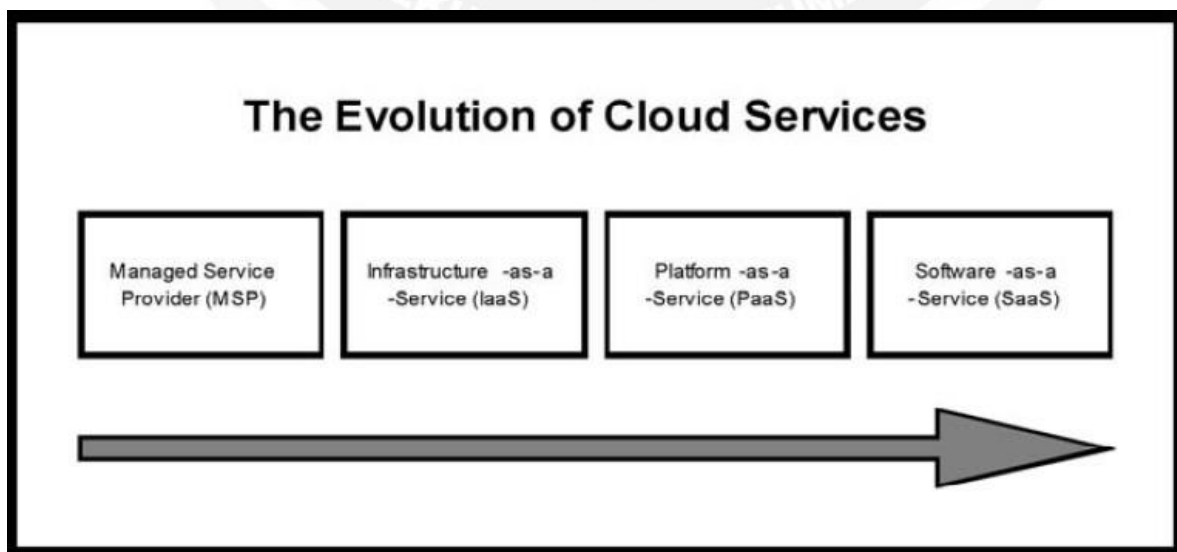 The Evolution of Cloud Services
Managed Service
Provider (MSP)
Infrastructure -as-a
-Service (IaaS)
Platform -as-a
-Service (PaaS)
Software -as-a
-Service (SaaS)